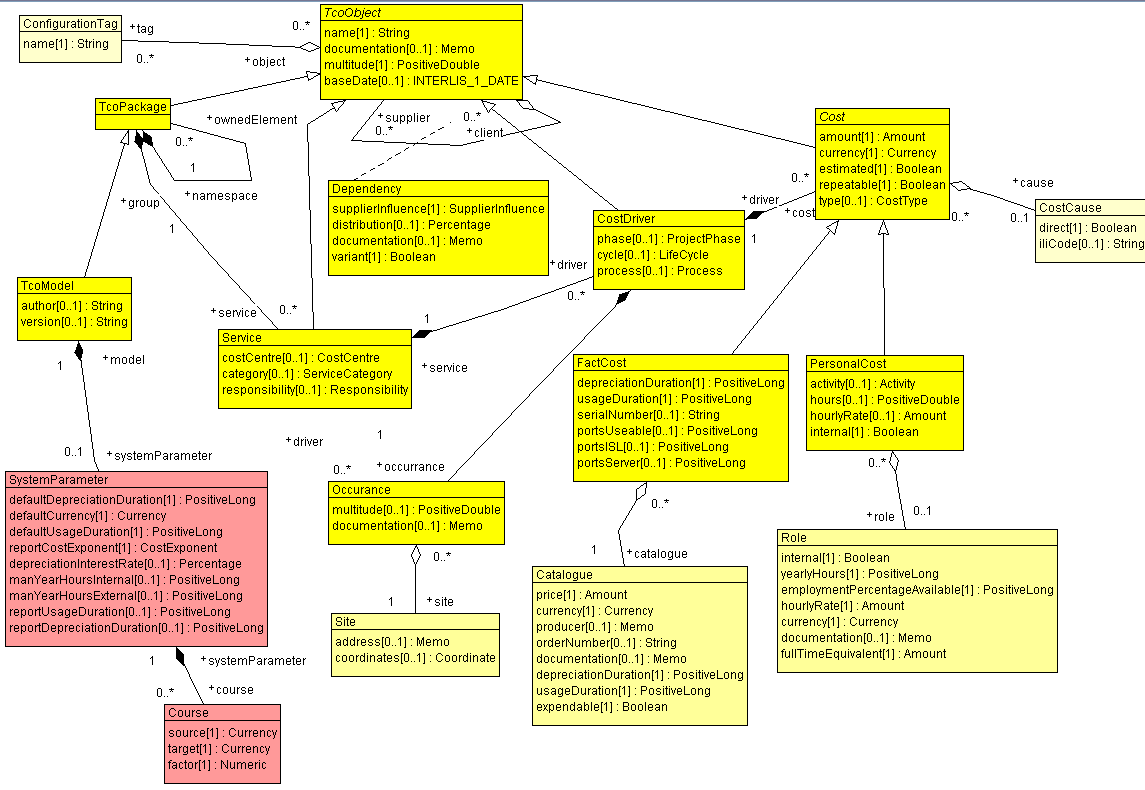 ConfigurationTag
name[1] : String
+tag
0..*
0..*
+object
TcoObject
name[1] : String
documentation[0..1] : Memo
multitude[1] : PositiveDouble
baseDate[0..1] : INTERLIS_1_DATE
TcoPackage
+ownedElement
0..*
1
+namespace
+group
1
+supplier
0..*
0..*
+client
Cost
amount[1] : Amount
currency[1] : Currency
estimated[1] : Boolean
repeatable[1] : Boolean
type[0..1] : CostType
+cause
0..*
0..1
CostCause
direct[1] : Boolean
iliCode[0..1] : String
Dependency
supplierInfluence[1] : SupplierInfluence
distribution[0..1] : Percentage
documentation[0..1] : Memo
variant[1] : Boolean
CostDriver
phase[0..1] : ProjectPhase
cycle[0..1] : LifeCycle
process[0..1] : Process
0..*
+driver
+cost
1
+driver
0..*
TcoModel
author[0..1] : String
version[0..1] : String
+service
0..*
1
+service
Service
costCentre[0..1] : CostCentre
category[0..1] : ServiceCategory
responsibility[0..1] : Responsibility
1
+model
0..1
+systemParameter
FactCost
depreciationDuration[1] : PositiveLong
usageDuration[1] : PositiveLong
serialNumber[0..1] : String
portsUseable[0..1] : PositiveLong
portsISL[0..1] : PositiveLong
portsServer[0..1] : PositiveLong
PersonalCost
activity[0..1] : Activity
hours[0..1] : PositiveDouble
hourlyRate[0..1] : Amount
internal[0..1] : Boolean
+driver
1
0..*
+occurrance
SystemParameter
defaultDepreciationDuration[1] : PositiveLong
defaultCurrency[1] : Currency
defaultUsageDuration[1] : PositiveLong
reportCostExponent[1] : CostExponent
depreciationInterestRate[0..1] : Percentage
manYearHoursInternal[0..1] : PositiveLong
manYearHoursExternal[0..1] : PositiveLong
reportUsageDuration[0..1] : PositiveLong
reportDepreciationDuration[0..1] : PositiveLong
Occurance
multitude[0..1] : PositiveDouble
documentation[0..1] : Memo
0..*
1
+site
0..*
1
+catalogue
0..*
+role
0..1
Site
address[0..1] : Memo
coordinates[0..1] : Coordinate
Catalogue
price[1] : Amount
currency[1] : Currency
producer[0..1] : Memo
orderNumber[0..1] : String
documentation[0..1] : Memo
depreciationDuration[0..1] : PositiveLong
usageDuration[1] : PositiveLong
expendable[1] : Boolean
Role
internal[1] : Boolean
yearlyHours[1] : PositiveLong
employmentPercentageAvailable[1] : PositiveLong
hourlyRate[1] : Amount
currency[1] : Currency
documentation[0..1] : Memo
fullTimeEquivalent[1] : Amount
1
+systemParameter
0..*
+course
Course
source[1] : Currency
target[1] : Currency
factor[1] : Numeric